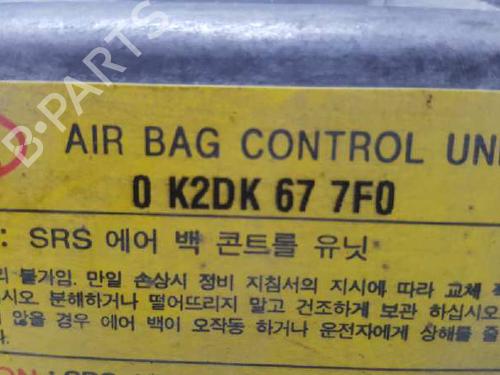 B-PARTS
AIR BAG CONTROL
0 K2DK 67 7F0
: SRS 에어 백 콘트롤 유닛
불가임. 만일 손상시 정비 지침서의 지시에 따라 교체
분해하거나 떨어뜨리지 말고 건조하게 보관 하십시오
않을 경우 에어 백이 오작동 하거나 운전자에게 상해를